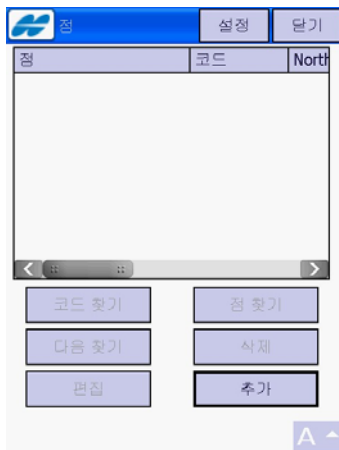 점 설정 닫기
점 코드 North
코드 찾기 점 찾기
다음 찾기 삭제
편집 추가
A